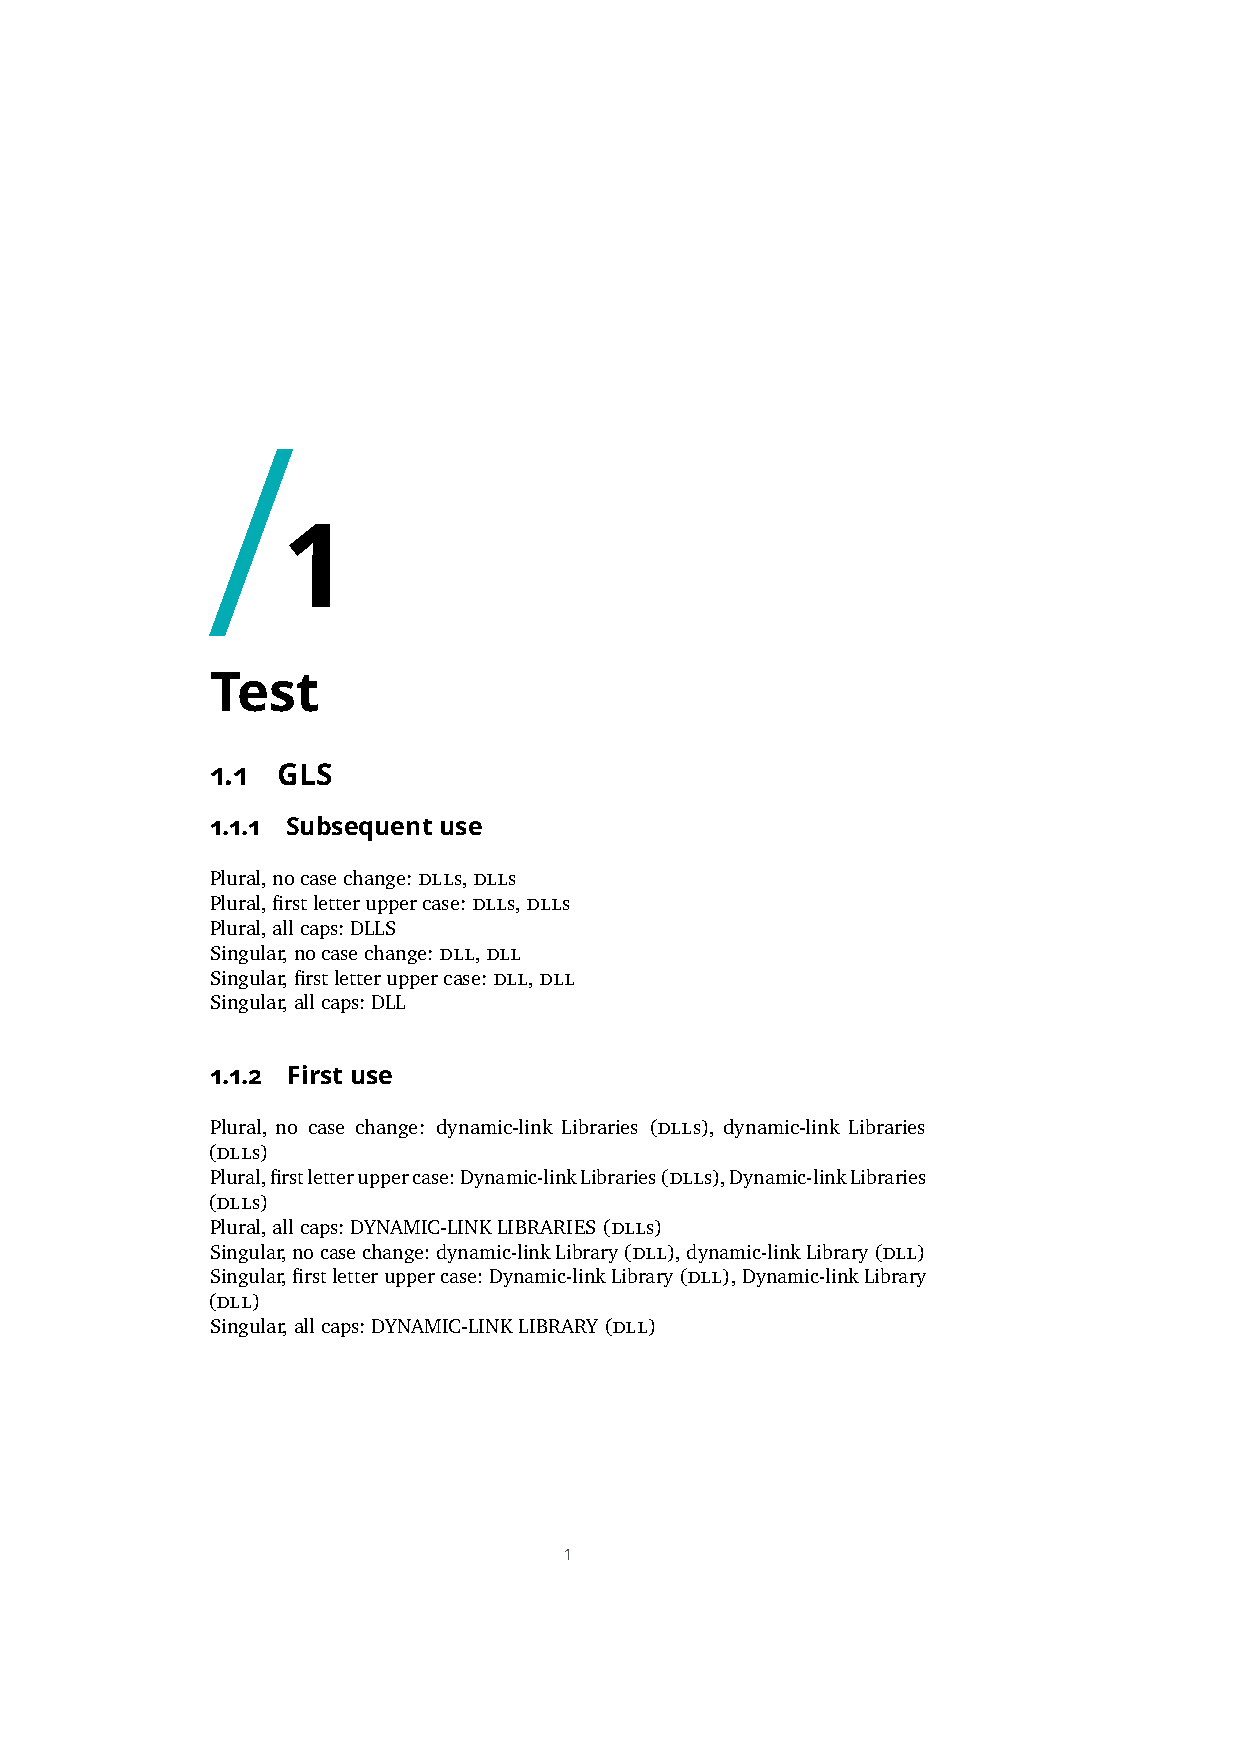 /1
Test
1.1 GLS
1.1.1 Subsequent use
Plural, no case change: DLLs, DLLs
Plural, first letter upper case: DLLs, DLLs
Plural, all caps: DLLS
Singular, no case change: DLL, DLL
Singular, first letter upper case: DLL, DLL
Singular, all caps: DLL
1.1.2 First use
Plural, no case change: dynamic-link Libraries (DLLs), dynamic-link Libraries
(DLLs)
Plural, first letter upper case: Dynamic-link Libraries (DLLs), Dynamic-link Libraries
(DLLs)
Plural, all caps: DYNAMIC-LINK LIBRARIES (DLLs)
Singular, no case change: dynamic-link Library (DLL), dynamic-link Library (DLL)
Singular, first letter upper case: Dynamic-link Library (DLL), Dynamic-link Library
(DLL)
Singular, all caps: DYNAMIC-LINK LIBRARY (DLL)
1